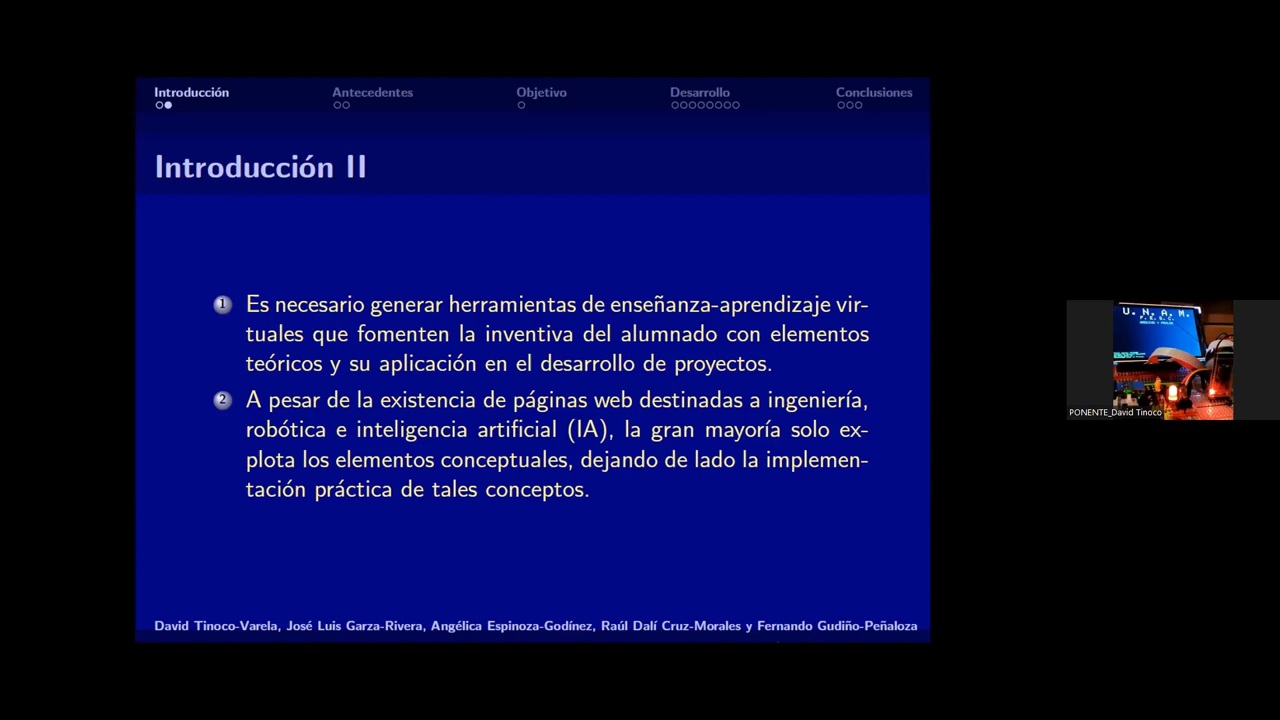 Introducción
Antecedentes
Objetivo
Desarrollo
Conclusiones
Introducción II
1 Es necesario generar herramientas de enseñanza-aprendizaje vir-
tuales que fomenten la inventiva del alumnado con elementos
teóricos y su aplicación en el desarrollo de proyectos.
2 A pesar de la existencia de páginas web destinadas a ingeniería,
robótica e inteligencia artificial (IA), la gran mayoría solo ex-
plota los elementos conceptuales, dejando de lado la implemen-
tación práctica de tales conceptos.
U. N. A. M.
PONENTE_David Tinoco
David Tinoco-Varela, José Luis Garza-Rivera, Angélica Espinoza-Godínez, Raúl Dalí Cruz-Morales y Fernando Gudiño-Peñaloza